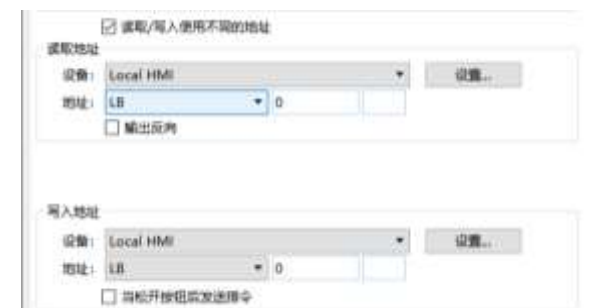 读取/写入使用不同的地址
读取地址
设备: Local HMI 设置...
地址: LB 0
输出反向
写入地址
设备: Local HMI 设置...
地址: LB 0
当松开按钮后发送指令